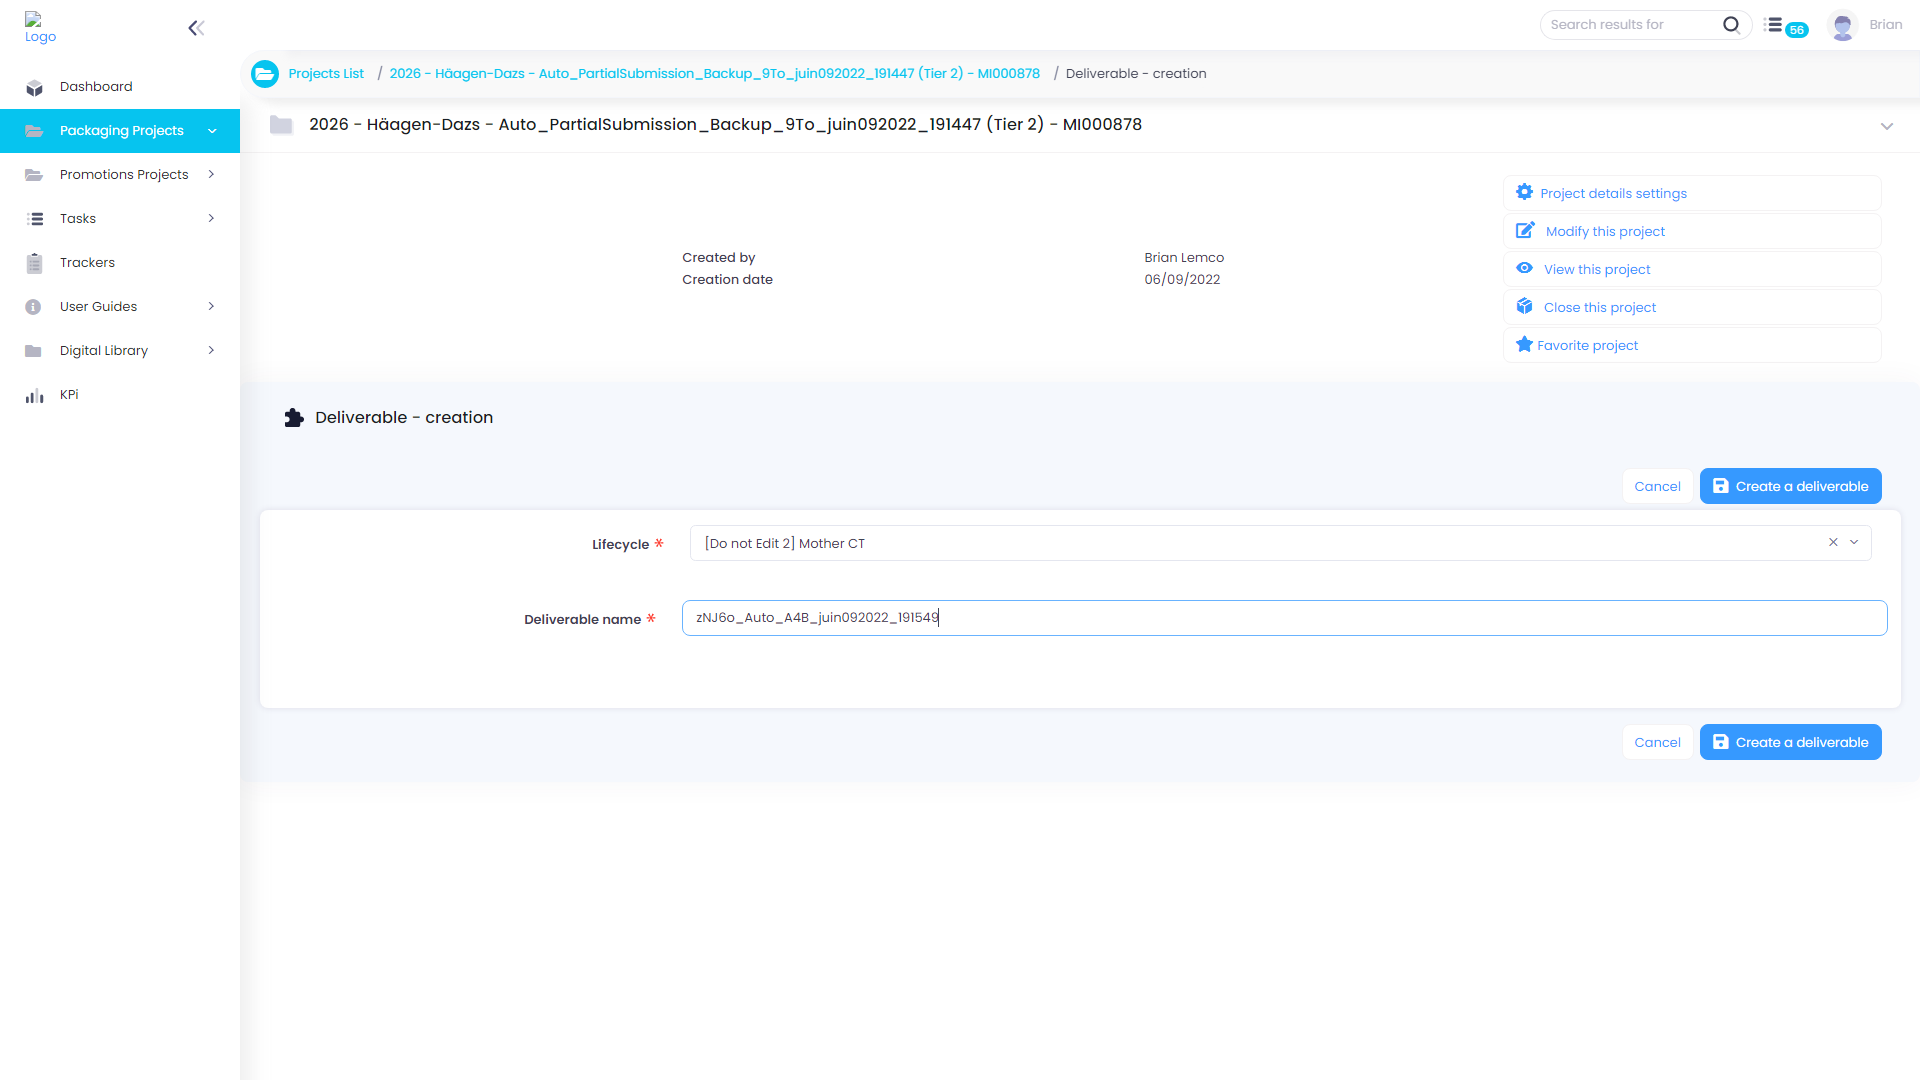 Logo
Search results for
56
Brian
Projects List / 2026 - Häagen-Dazs - Auto_PartialSubmission_Backup_9To_juin092022_191447 (Tier 2) - MI000878 / Deliverable - creation
Dashboard
Packaging Projects
Promotions Projects
Tasks
Trackers
User Guides
Digital Library
KPi
2026 - Häagen-Dazs - Auto_PartialSubmission_Backup_9To_juin092022_191447 (Tier 2) - MI000878
Created by Brian Lemco
Creation date 06/09/2022
Project details settings
Modify this project
View this project
Close this project
Favorite project
Deliverable - creation
Cancel Create a deliverable
Lifecycle * [Do not Edit 2] Mother CT
Deliverable name * zNJ6o_Auto_A4B_juin092022_191549
Cancel Create a deliverable